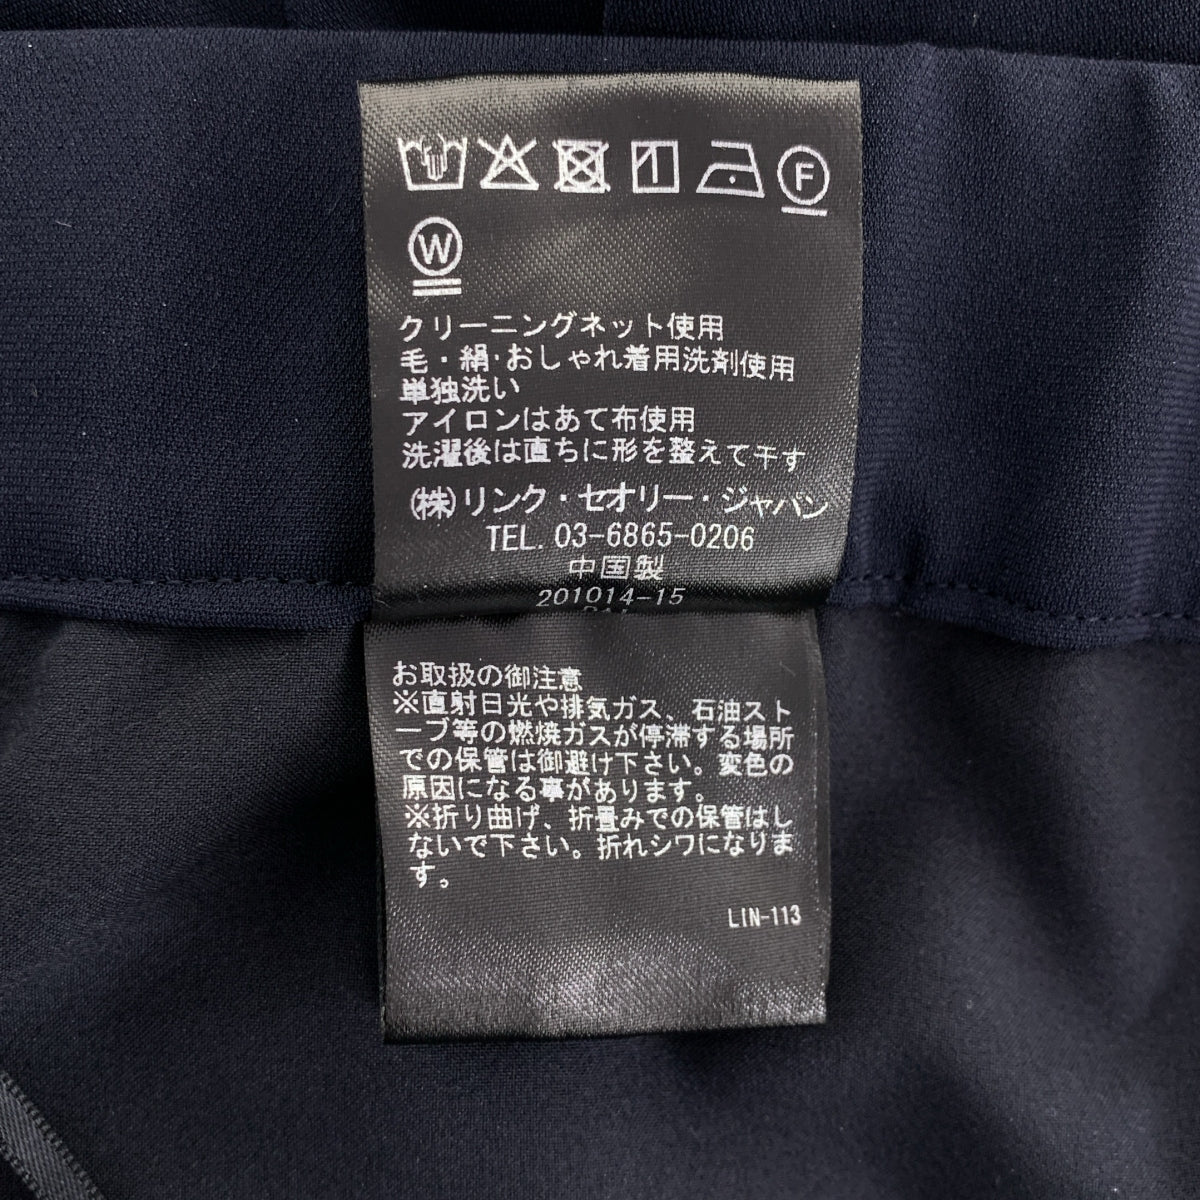 F
W
クリーニングネット使用
毛・絹・おしゃれ着用洗剤使用
単独洗い
アイロンはあて布使用
洗濯後は直ちに形を整えて干す
㈱リンク・セオリー・ジャパン
TEL. 03-6865-0206
中国製
201014-15
お取扱の御注意
※直射日光や排気ガス、石油スト
ーブ等の燃焼ガスが停滞する場所
での保管は御避け下さい。変色の
原因になる事があります。
※折り曲げ、折畳みでの保管はし
ないで下さい。折れシワになりま
す。
LIN-113